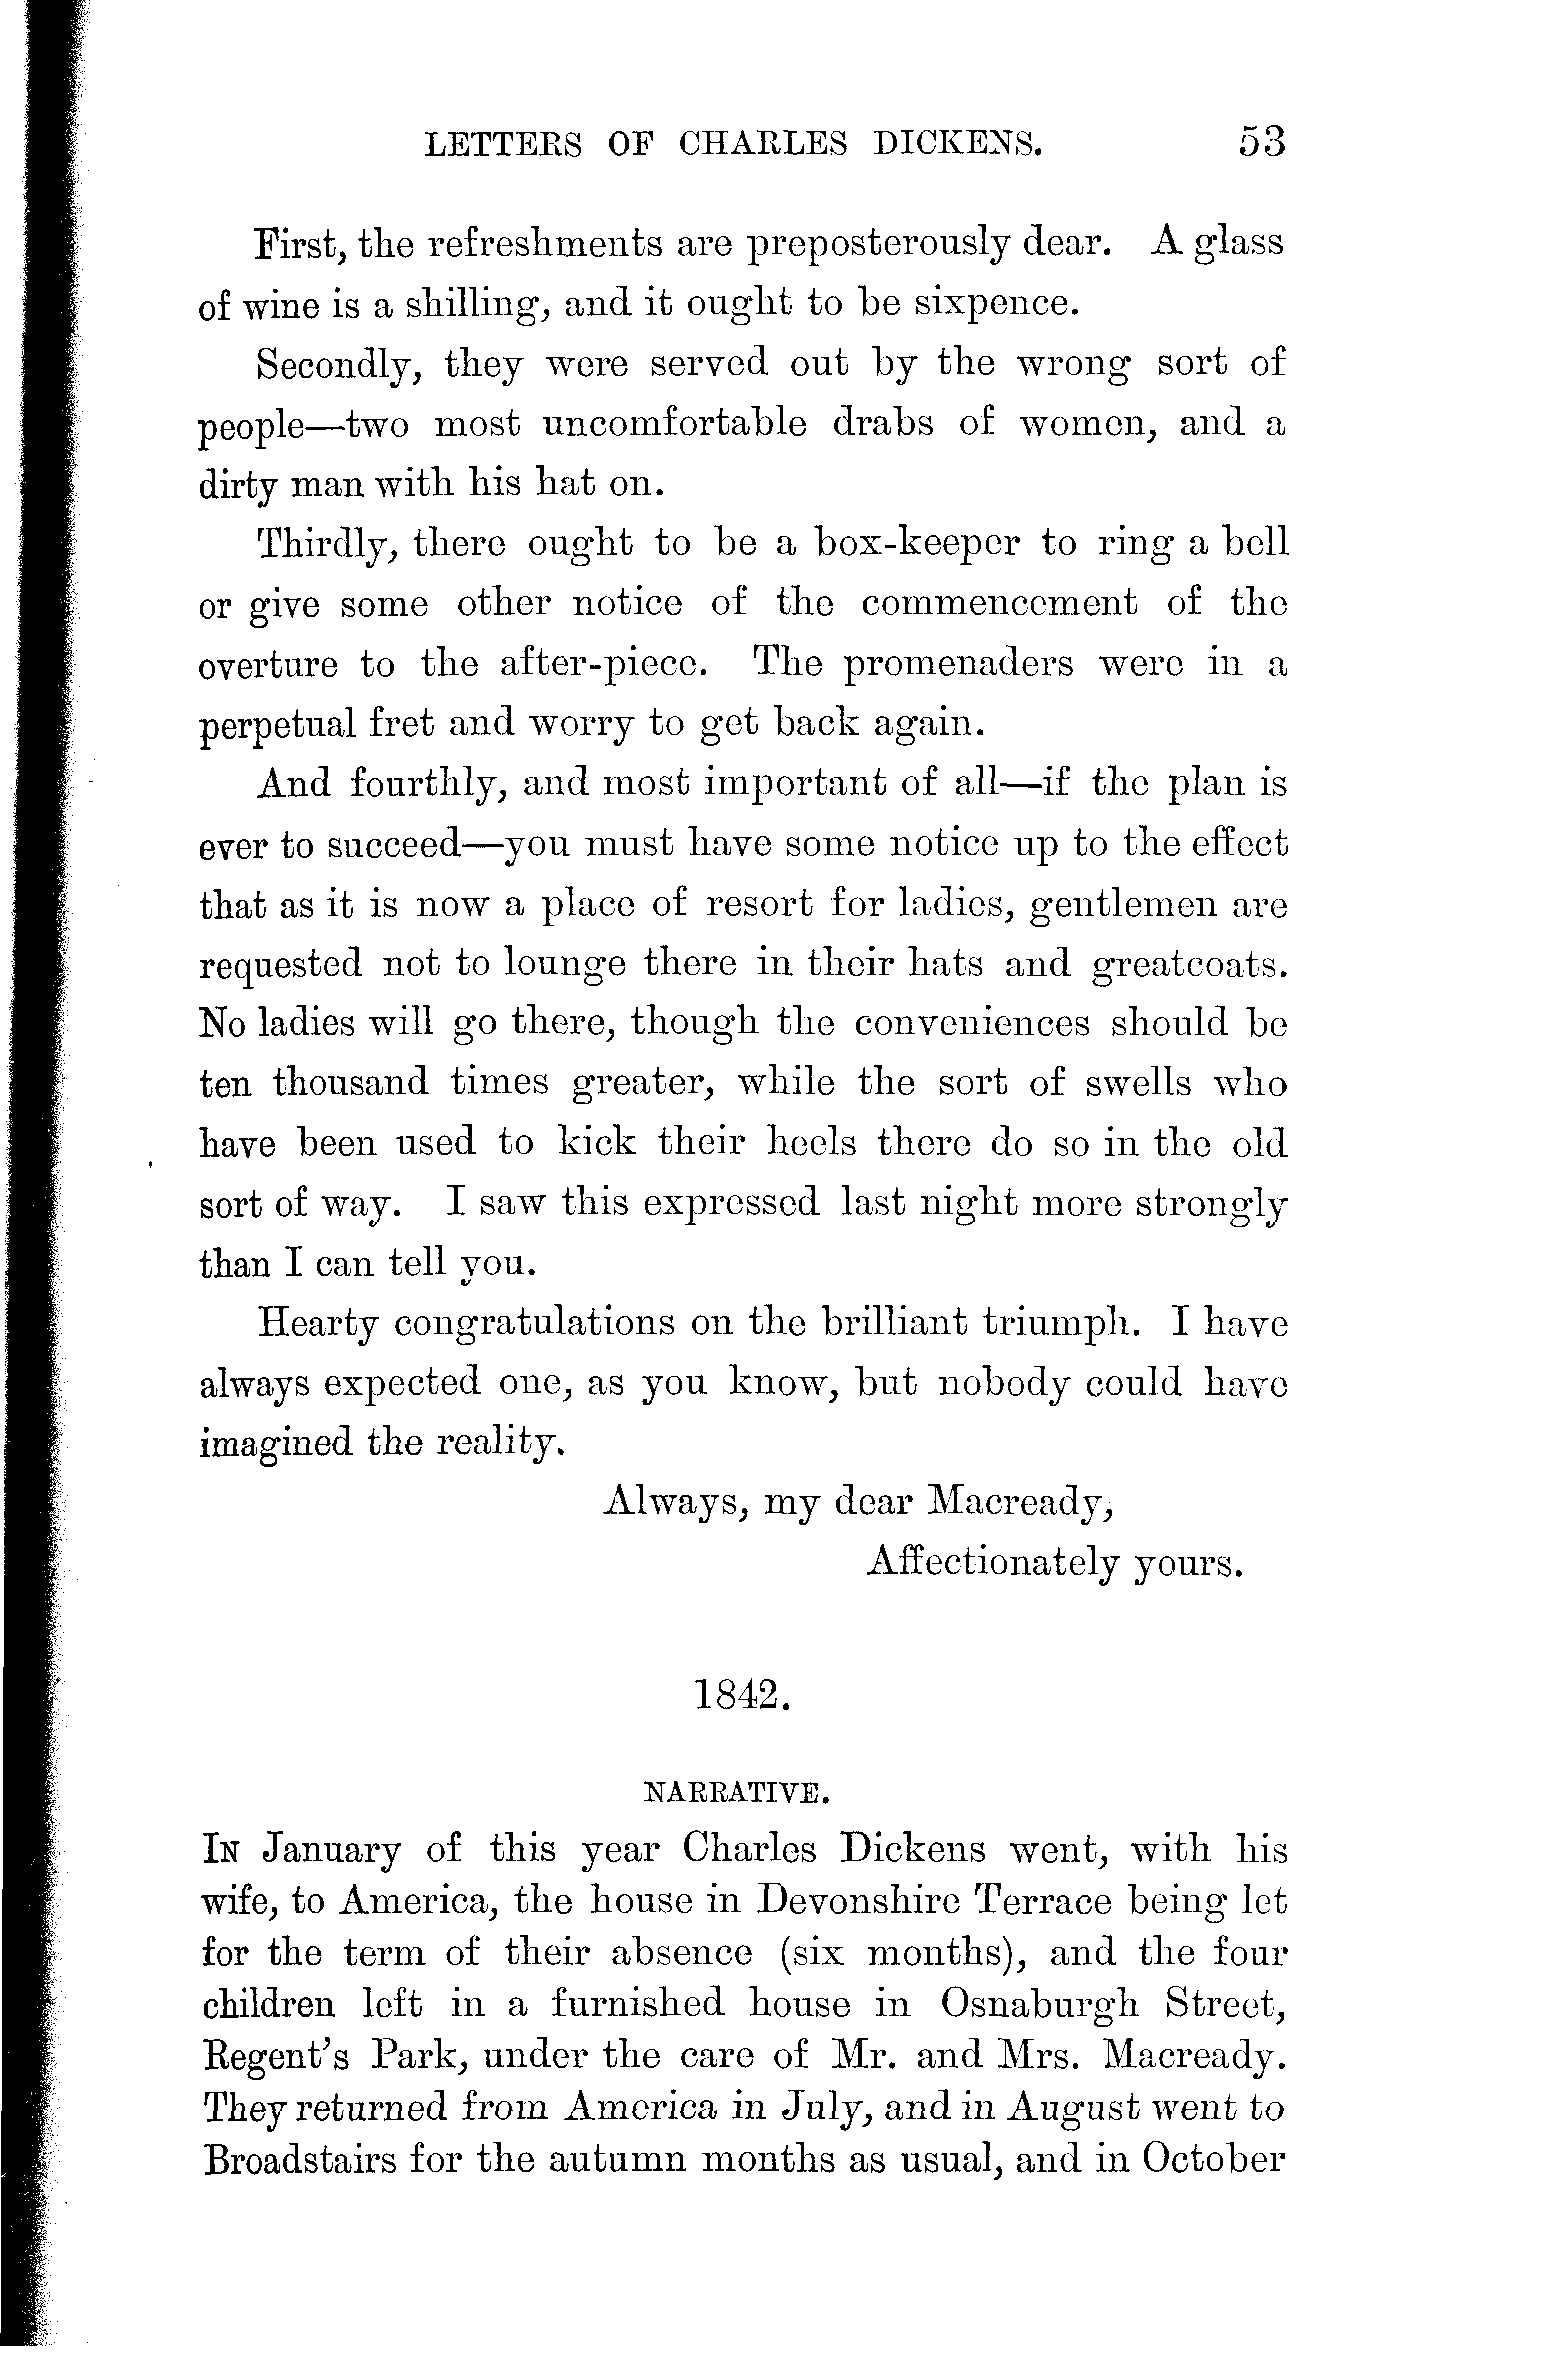 LETTERS OF CHARLES DICKENS. 53
First, the refreshments are preposterously dear. A glass
of wine is a shilling, and it ought to be sixpence.
Secondly, they were served out by the wrong sort of
people—two most uncomfortable drabs of women, and a
dirty man with his hat on.
Thirdly, there ought to be a box-keeper to ring a bell
or give some other notice of the commencement of the
overture to the after-piece. The promenaders were in a
perpetual fret and worry to get back again.
And fourthly, and most important of all—if the plan is
ever to succeed—you must have some notice up to the effect
that as it is now a place of resort for ladies, gentlemen are
requested not to lounge there in their hats and greatcoats.
No ladies will go there, though the conveniences should be
ten thousand times greater, while the sort of swells who
have been used to kick their heels there do so in the old
sort of way. I saw this expressed last night more strongly
than I can tell you.
Hearty congratulations on the brilliant triumph. I have
always expected one, as you know, but nobody could have
imagined the reality.
Always, my dear Macready,
Affectionately yours.
1842.
NARRATIVE.
IN January of this year Charles Dickens went, with his
wife, to America, the house in Devonshire Terrace being let
for the term of their absence (six months), and the four
children left in a furnished house in Osnaburgh Street,
Regent's Park, under the care of Mr. and Mrs. Macready.
They returned from America in July, and in August went to
Broadstairs for the autumn months as usual, and in October